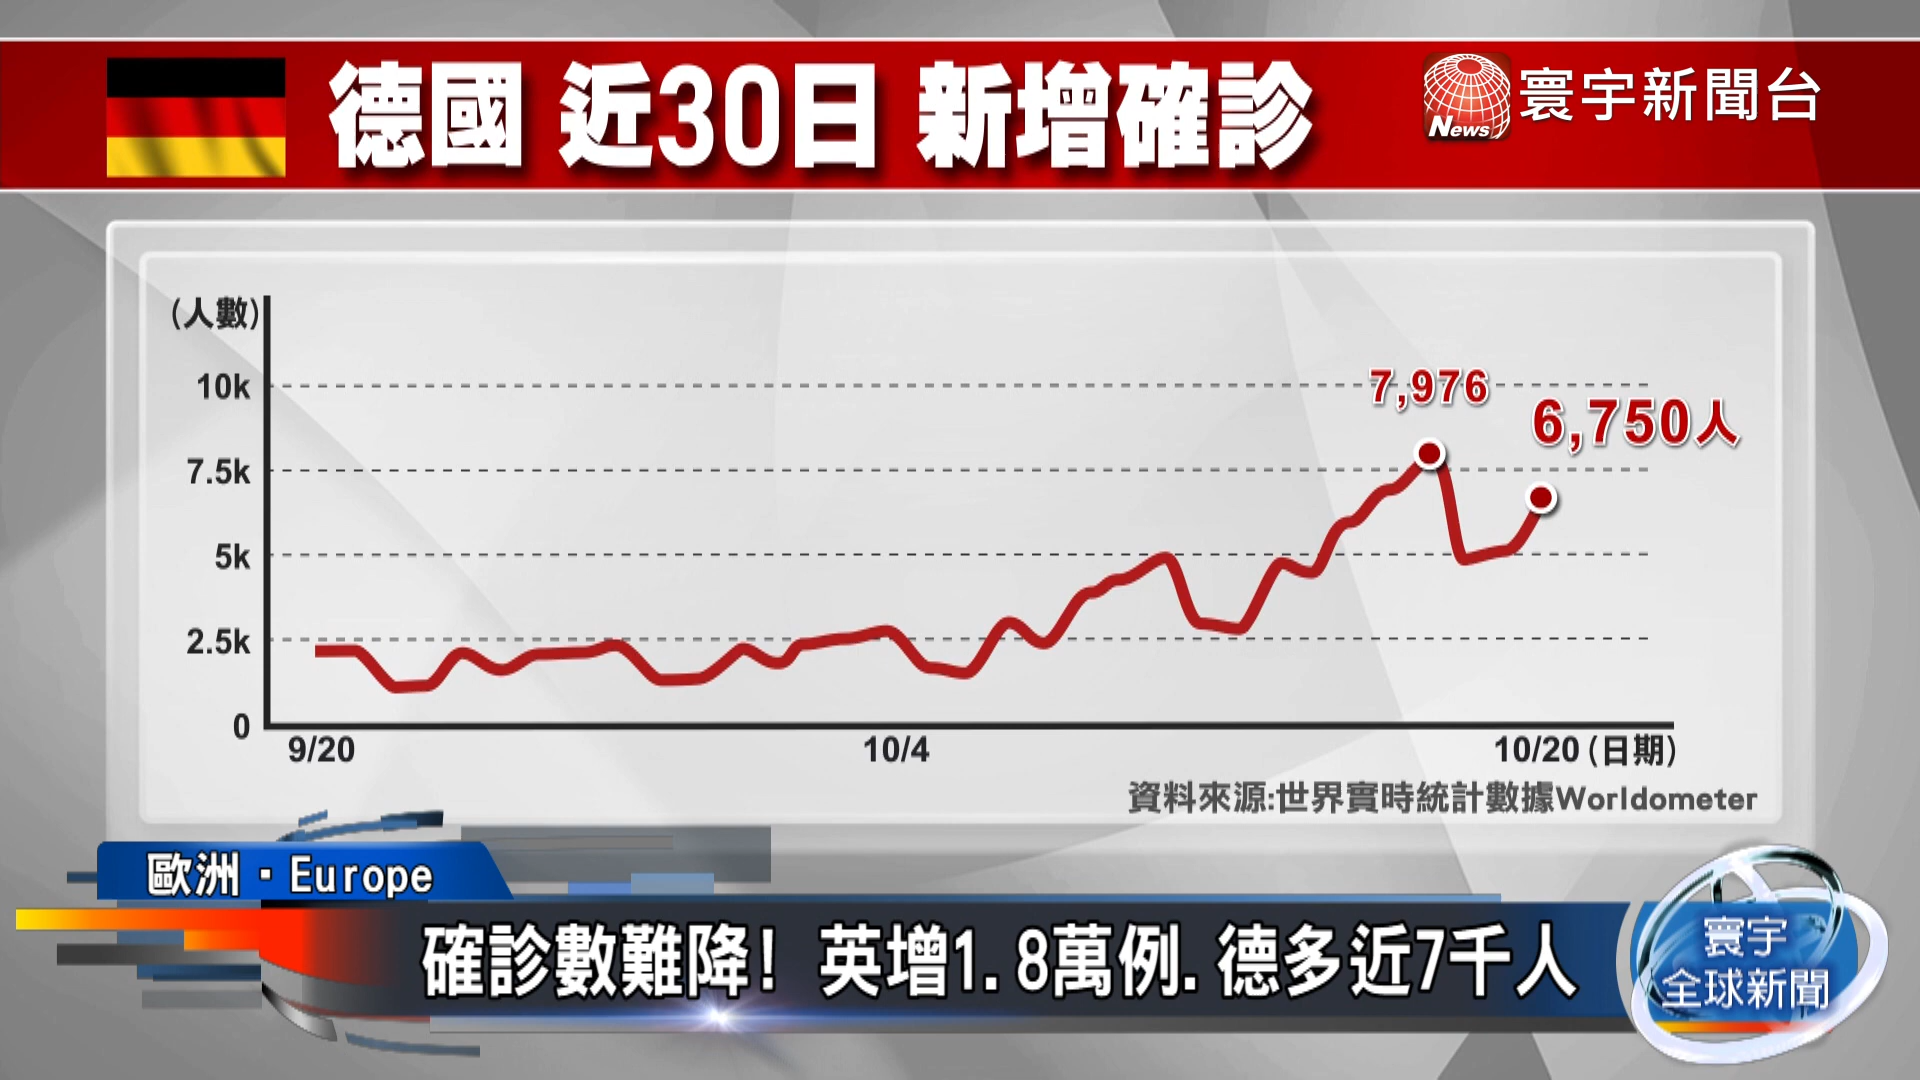 德國 近30日 新增確診
News 寰宇新聞台
(人數)
10k
7.5k
5k
2.5k
0
7,976
6,750人
9/20
10/4
10/20 (日期)
資料來源:世界實時統計數據Worldometer
歐洲·Europe
確診數難降! 英增1.8萬例.德多近7千人
寰宇
全球新聞